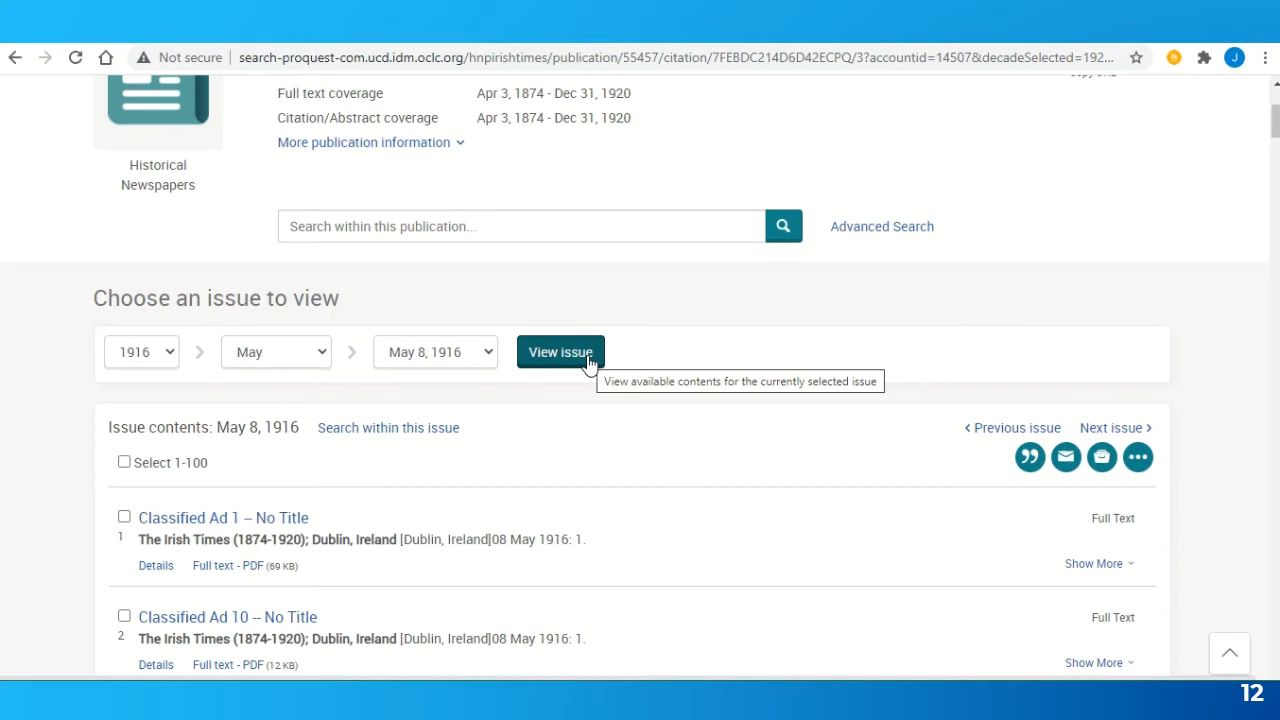 Not secure
search-proquest-com.ucd.idm.oclc.org/hnpirishtimes/publication/55457/citation/7FEBDC214D6D42ECPQ/3?accountid=14507&decadeSelected=192...
J
Full text coverage Apr 3, 1874 - Dec 31, 1920
Citation/Abstract coverage Apr 3, 1874 - Dec 31, 1920
More publication information
Historical
Newspapers
Search within this publication...
Advanced Search
Choose an issue to view
1916 May May 8, 1916 View issue
View available contents for the currently selected issue
Issue contents: May 8, 1916 Search within this issue Previous issue Next issue
Select 1-100
Classified Ad 1 -- No Title Full Text
1 The Irish Times (1874-1920); Dublin, Ireland [Dublin, Ireland]08 May 1916: 1.
Details Full text - PDF (69 KB) Show More
Classified Ad 10 -- No Title Full Text
2 The Irish Times (1874-1920); Dublin, Ireland [Dublin, Ireland]08 May 1916: 1.
Details Full text - PDF (12 KB) Show More
12